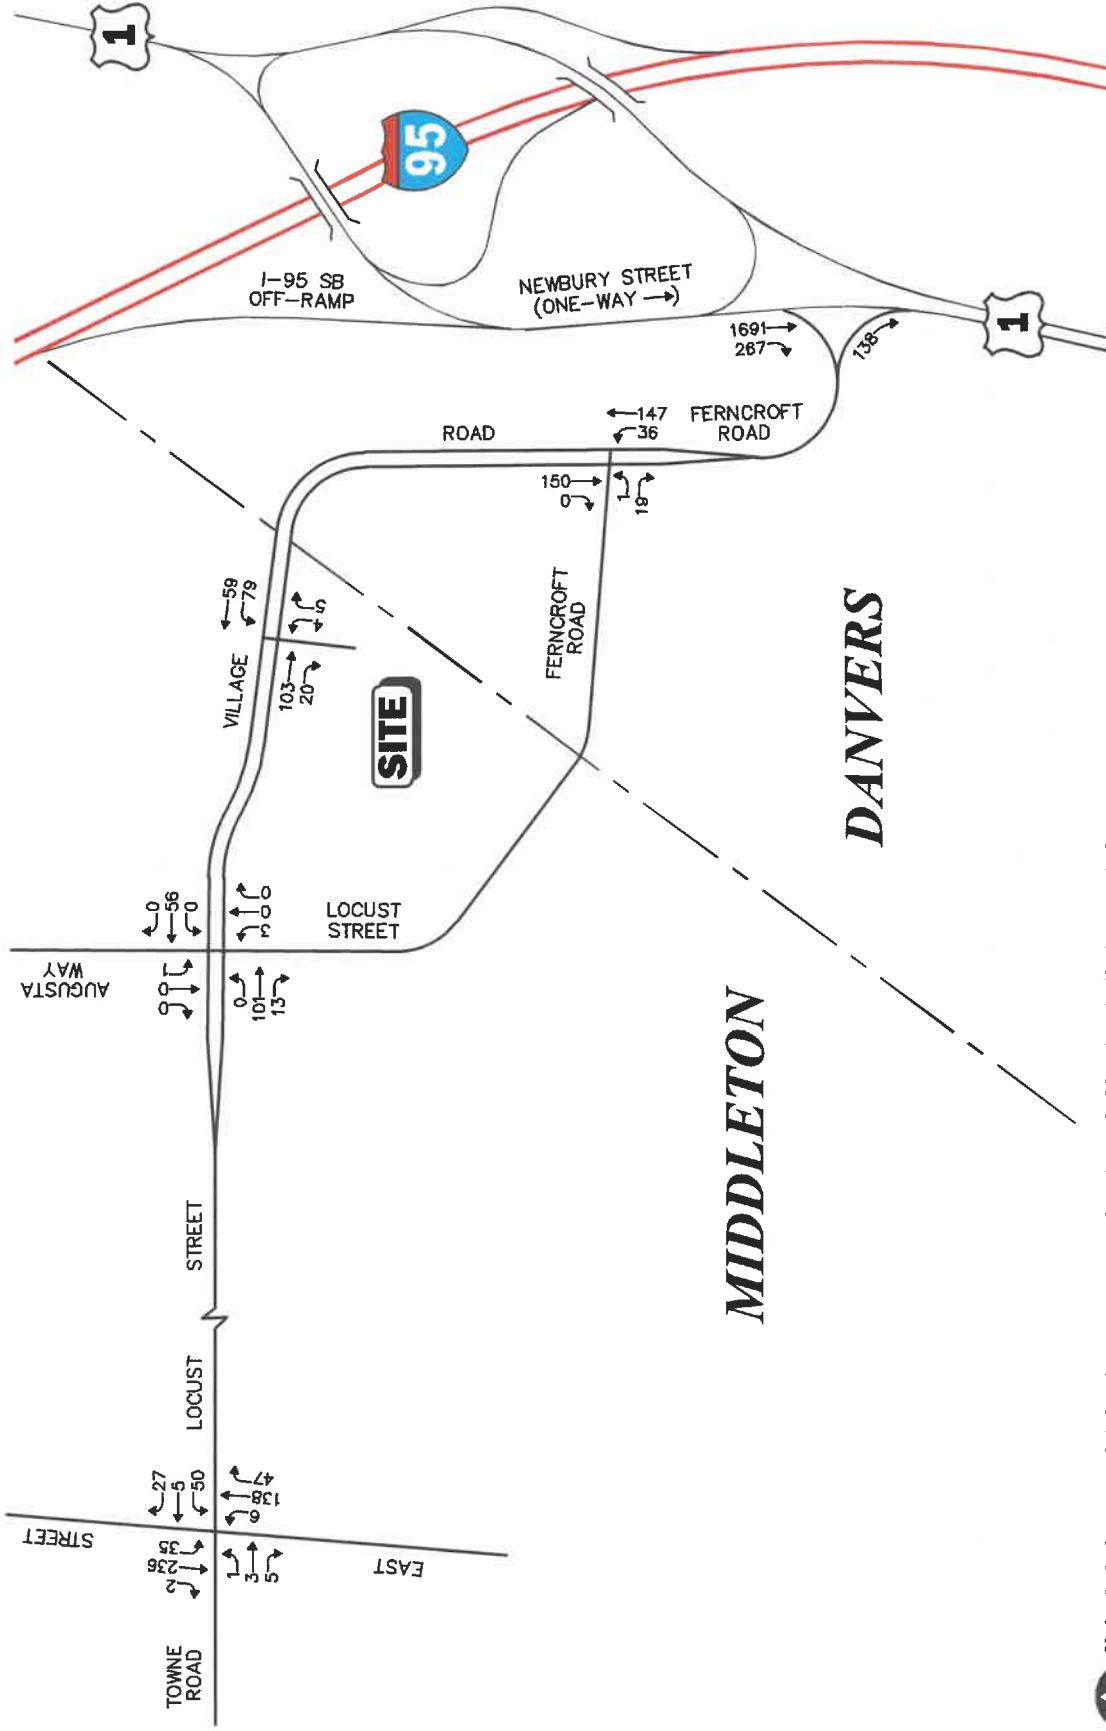 1
95
I-95 SB
OFF-RAMP
NEWBURY STREET
(ONE-WAY →)
1691
267
138
1
FERNCROFT
ROAD
147
36
ROAD
150
0
1
19
FERNCROFT
ROAD
59
79
4
5
103
20
VILLAGE
SITE
DANVERS
0
56
0
3
0
0
LOCUST
STREET
AUGUSTA
WAY
1
0
0
0
101
13
MIDDLETON
STREET
LOCUST
27
5
50
6
138
47
STREET
35
236
2
1
3
5
EAST
TOWNE
ROAD